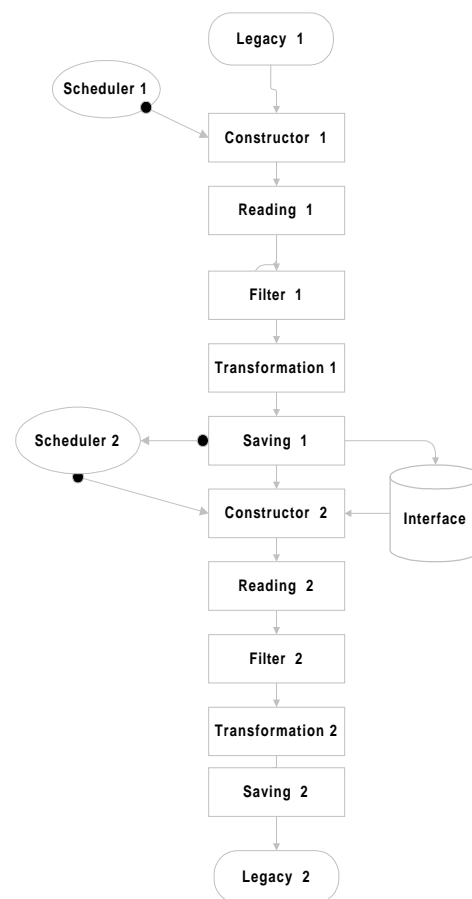 Legacy 1
Scheduler 1
Constructor 1
Reading 1
Filter 1
Transformation 1
Scheduler 2
Saving 1
Constructor 2
Interface
Reading 2
Filter 2
Transformation 2
Saving 2
Legacy 2